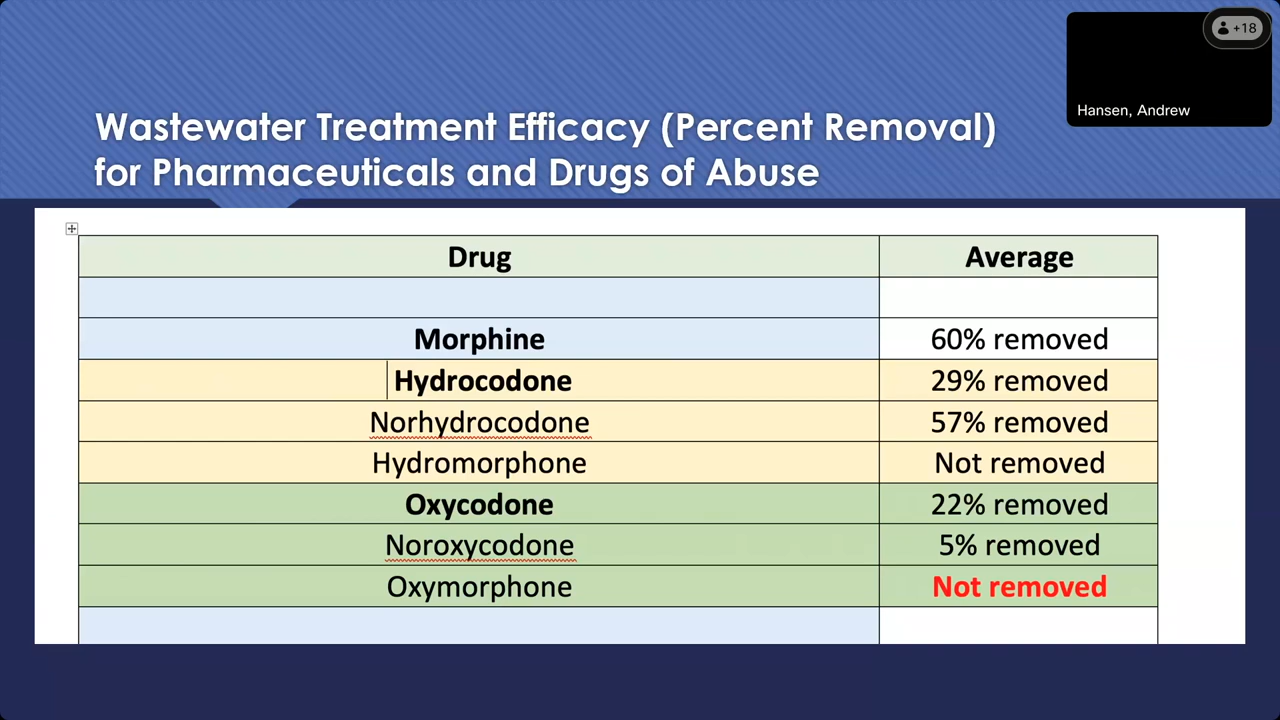 +18
Hansen, Andrew
Wastewater Treatment Efficacy (Percent Removal)
for Pharmaceuticals and Drugs of Abuse
Drug Average
Morphine 60% removed
Hydrocodone 29% removed
Norhydrocodone 57% removed
Hydromorphone Not removed
Oxycodone 22% removed
Noroxycodone 5% removed
Oxymorphone Not removed